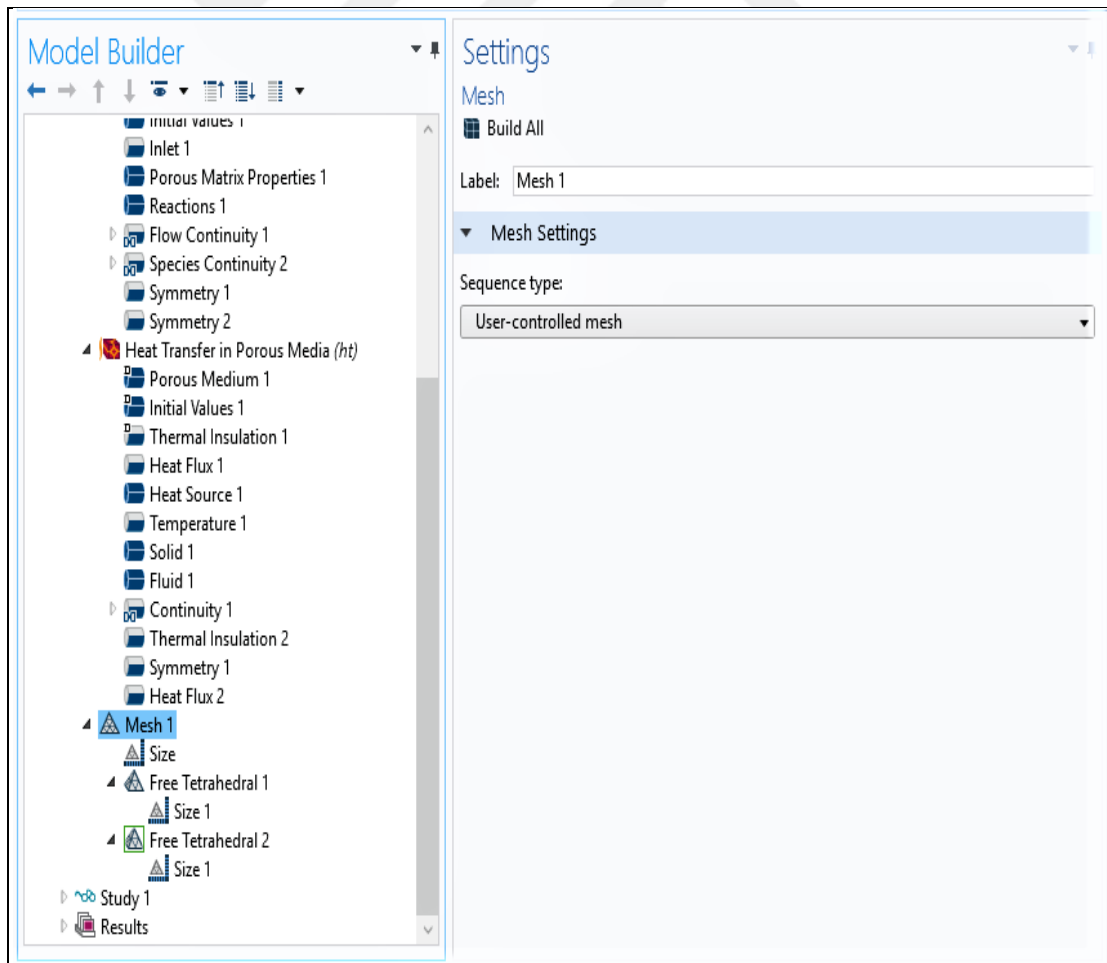 Model Builder
Initial Values 1
Inlet 1
Porous Matrix Properties 1
Reactions 1
Flow Continuity 1
Species Continuity 2
Symmetry 1
Symmetry 2
Heat Transfer in Porous Media (ht)
Porous Medium 1
Initial Values 1
Thermal Insulation 1
Heat Flux 1
Heat Source 1
Temperature 1
Solid 1
Fluid 1
Continuity 1
Thermal Insulation 2
Symmetry 1
Heat Flux 2
Mesh 1
Size
Free Tetrahedral 1
Size 1
Free Tetrahedral 2
Size 1
Study 1
Results
Settings
Mesh
Build All
Label: Mesh 1
Mesh Settings
Sequence type:
User-controlled mesh